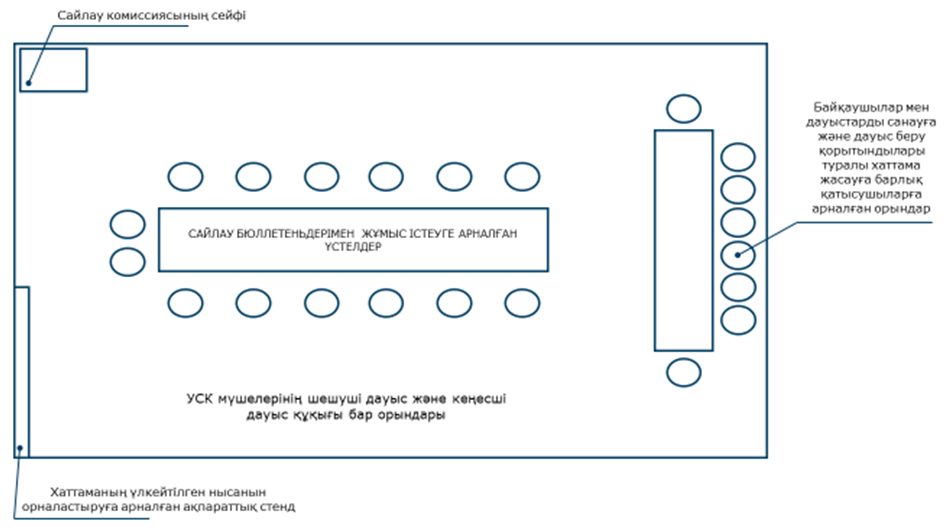 Сайлау комиссиясының сейфі
Байқаушылар мен
дауыстарды санауға
және дауыс беру
қорытындылары
туралы хаттама
жасауға барлық
қатысушыларға
арналған орындар
САЙЛАУ БЮЛЛЕТЕНЬДЕРІМЕН ЖҰМЫС ІСТЕУГЕ АРНАЛҒАН
ҮСТЕЛДЕР
УСК мүшелерінің шешуші дауыс және кеңесші
дауыс құқығы бар орындары
Хаттаманың үлкейтілген нысанын
орналастыруға арналған ақпараттық стенд